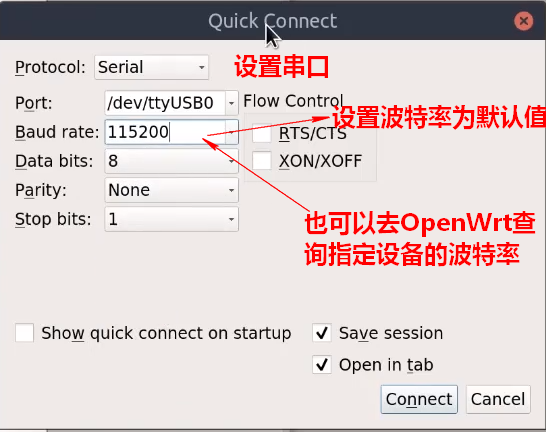 Quick Connect
Protocol: Serial 设置串口
Port: /dev/ttyUSB0 Flow Control
Baud rate: 115200 设置波特率为默认值
RTS/CTS
Data bits: 8 XON/XOFF
Parity: None
Stop bits: 1
也可以去OpenWrt查
询指定设备的波特率
Show quick connect on startup Save session
Open in tab
Connect Cancel